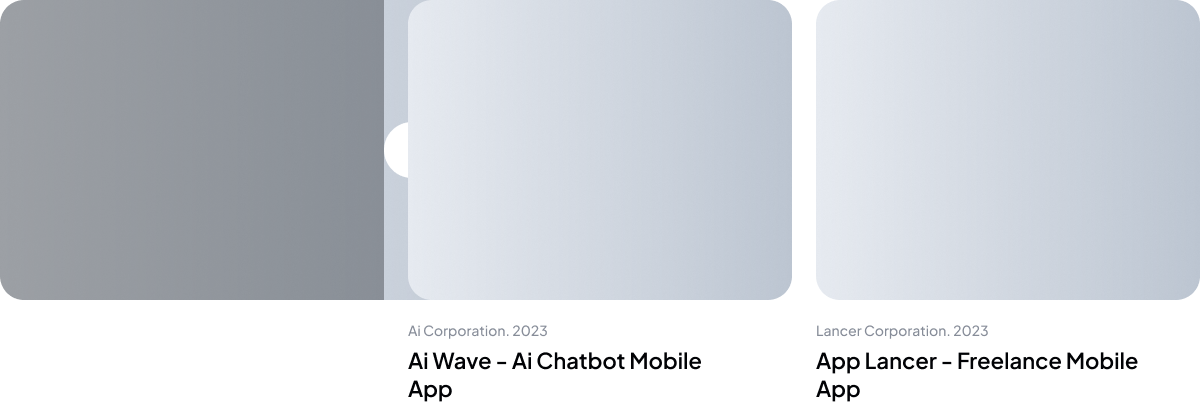 Ai Corporation. 2023
Ai Wave – Ai Chatbot Mobile
App
Lancer Corporation. 2023
App Lancer – Freelance Mobile
App